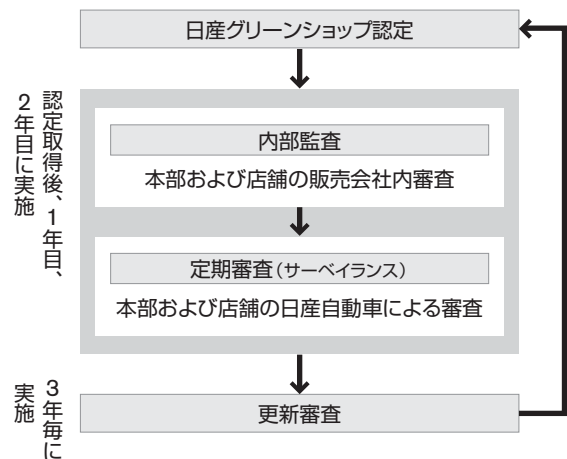 日産グリーンショップ認定
認定取得後、1年目、
2年目に実施
内部監査
本部および店舗の販売会社内審査
定期審査(サーベイランス)
本部および店舗の日産自動車による審査
3年毎に
実施
更新審査